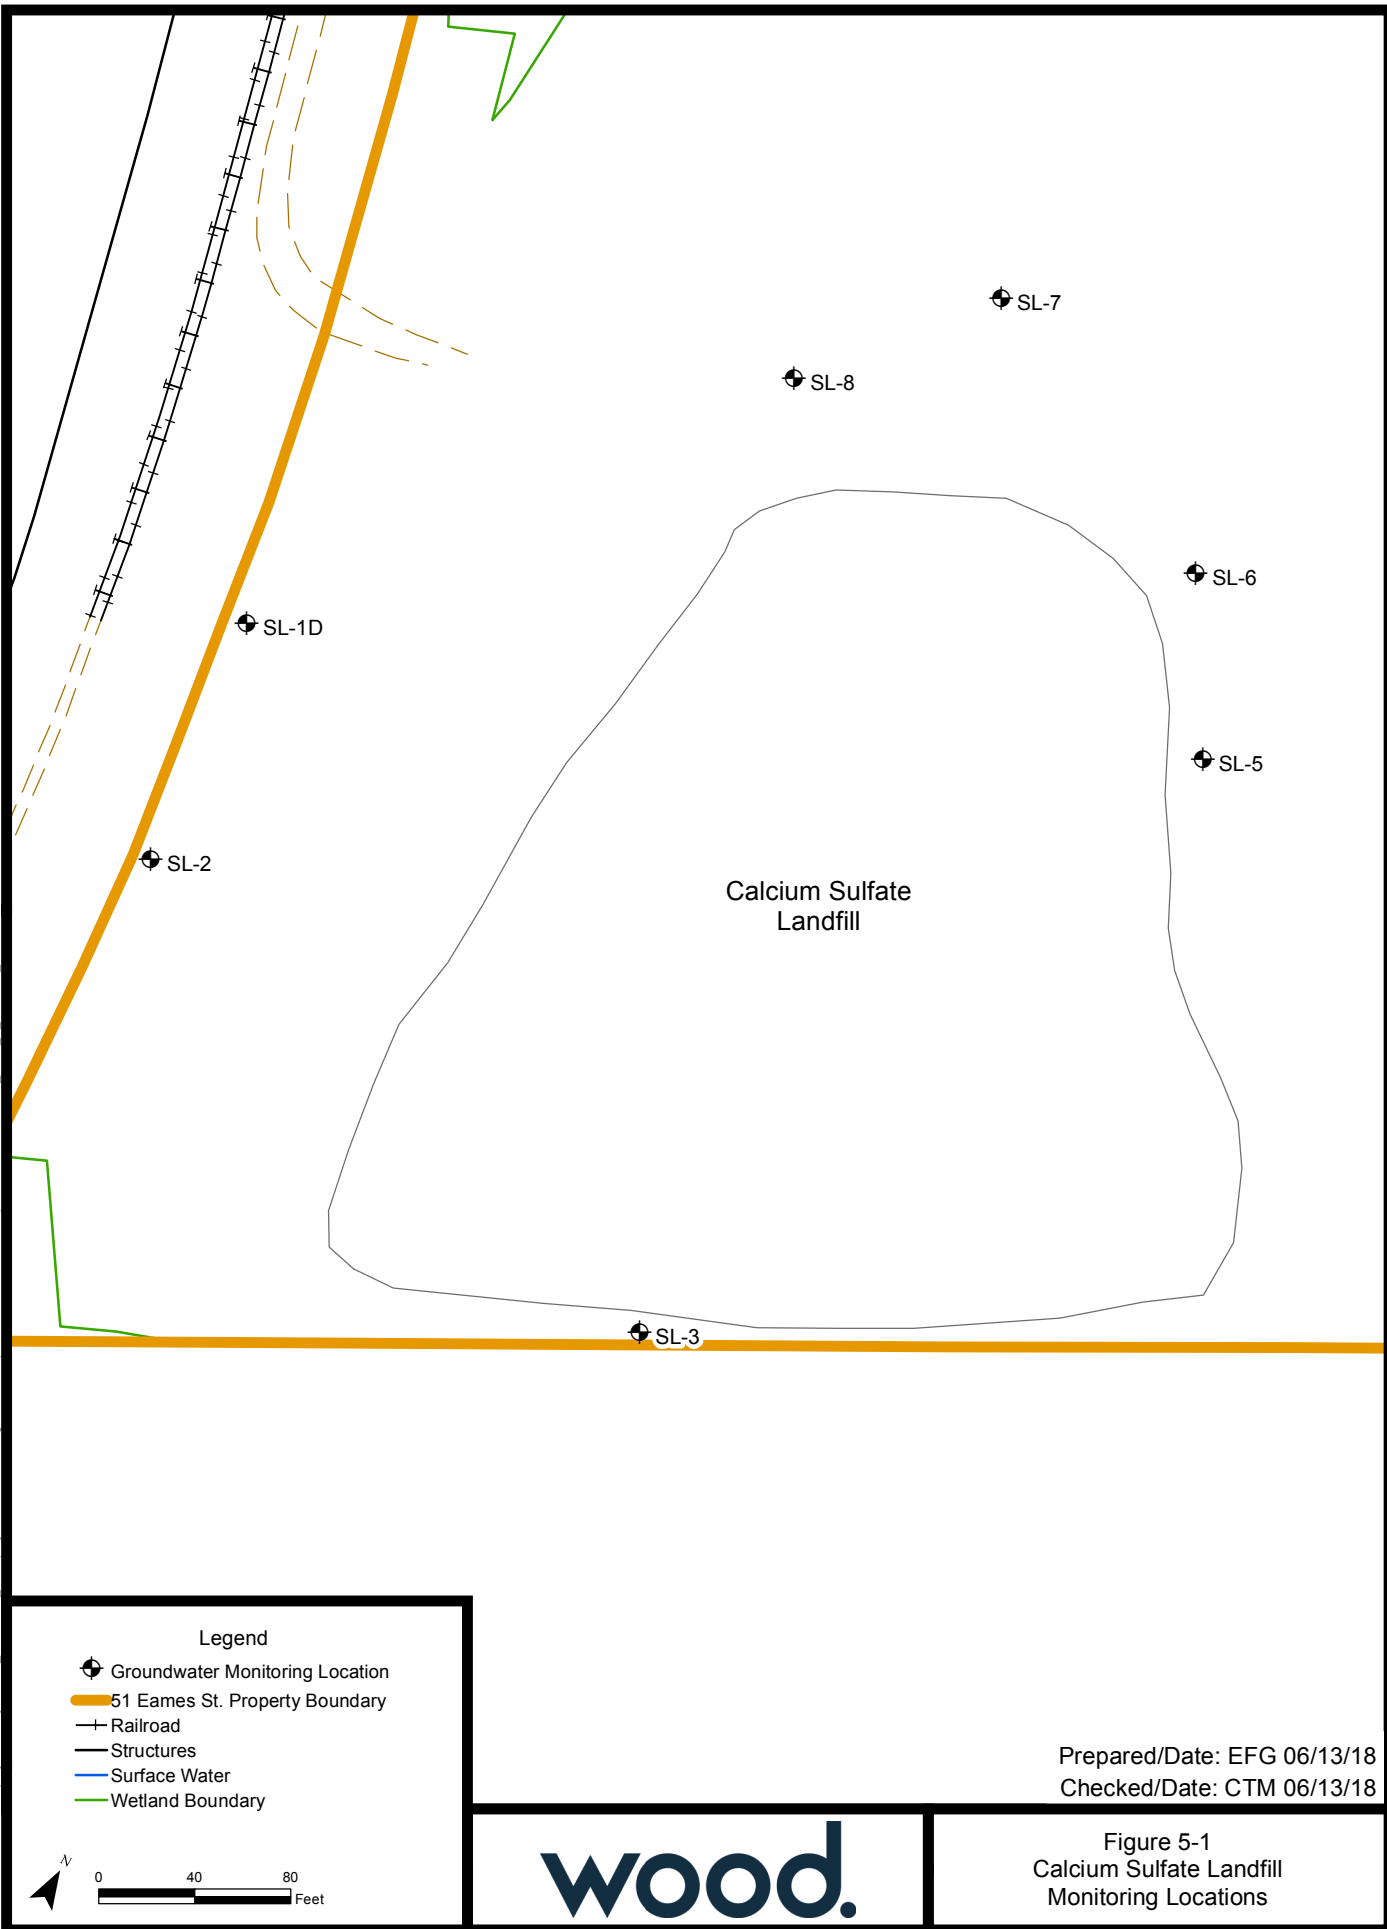 SL-7
SL-8
SL-6
SL-1D
SL-5
SL-2
Calcium Sulfate
Landfill
SL-3
Legend
Groundwater Monitoring Location
51 Eames St. Property Boundary
Railroad
Structures
Surface Water
Wetland Boundary
N
0 40 80
Feet
Prepared/Date: EFG 06/13/18
Checked/Date: CTM 06/13/18
wood.
Figure 5-1
Calcium Sulfate Landfill
Monitoring Locations